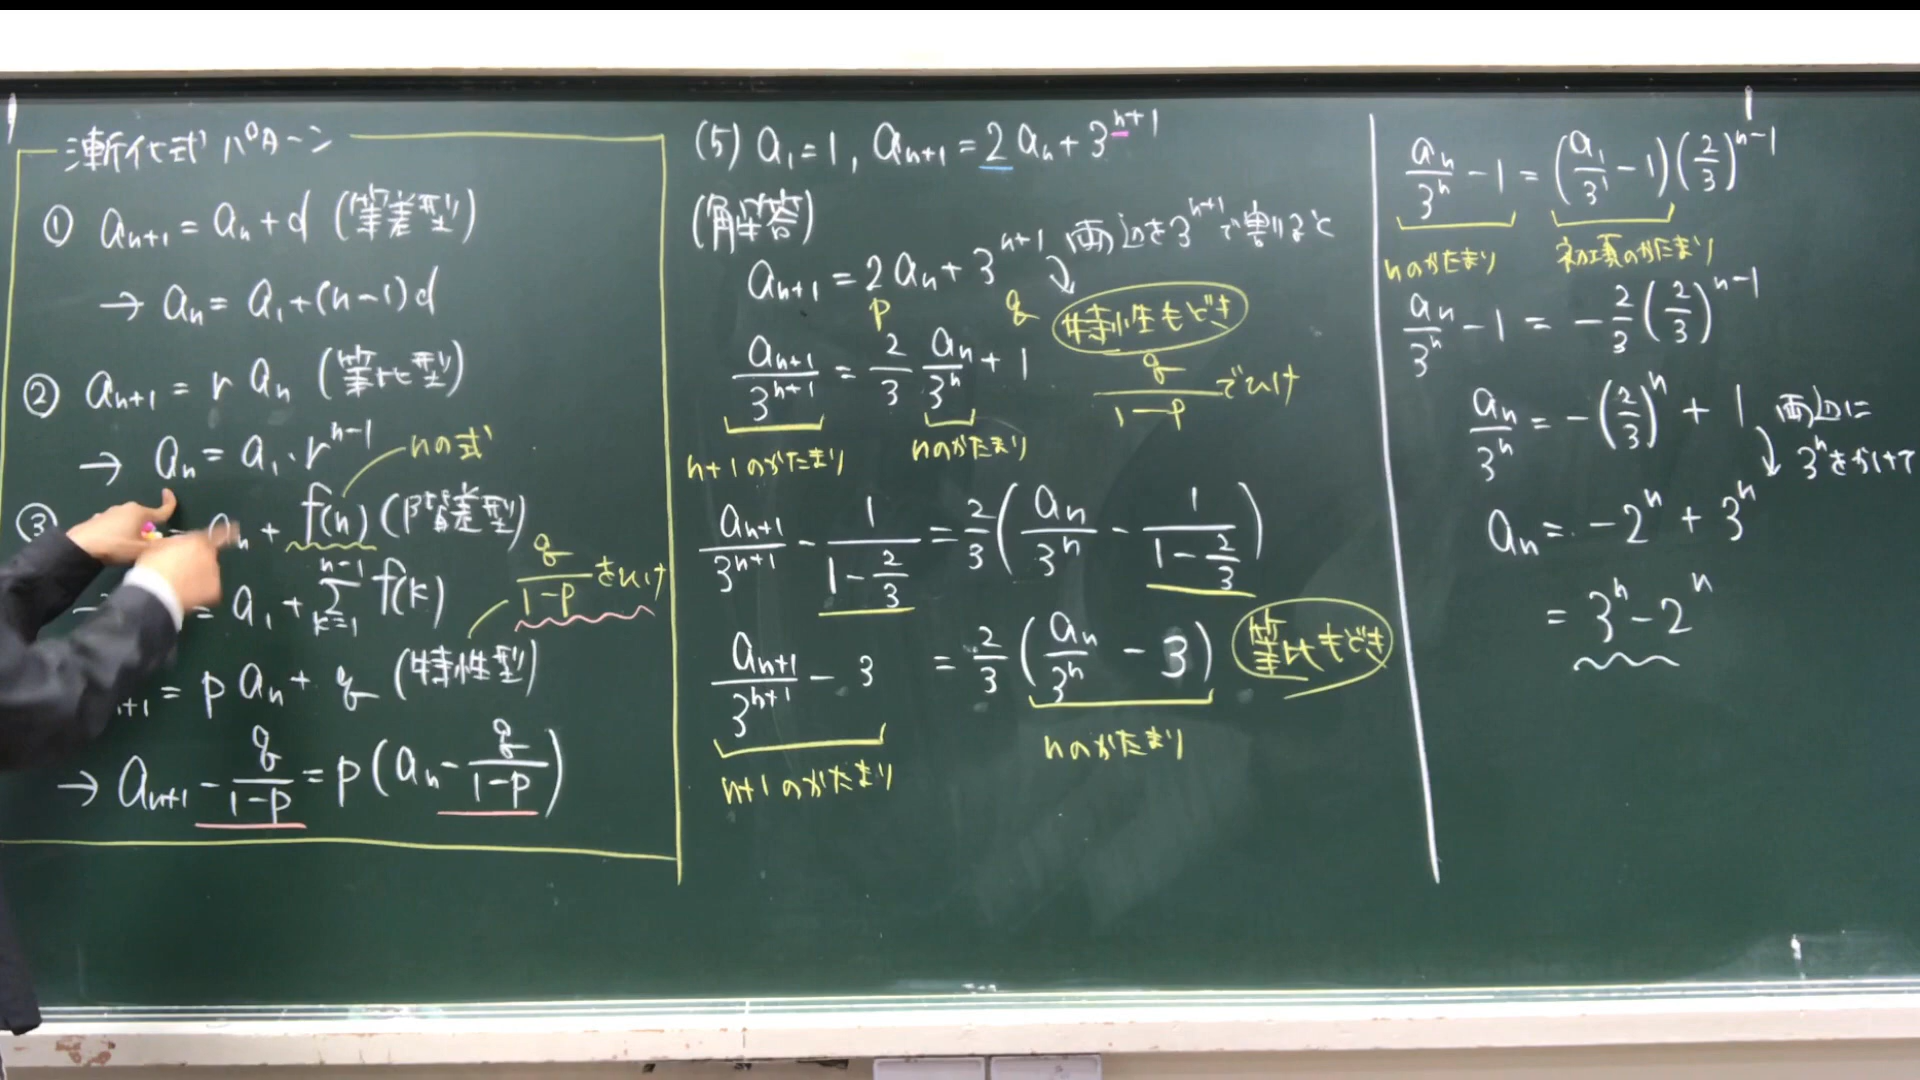 漸化式パターン
① an+1 = an + d (等差型)
→ an = a1 + (n-1)d
② an+1 = r an (等比型)
→ an = a1・r^n-1
nの式
③ an + f(n) (階差型)
= a1 + Σ[k=1, n-1] f(k)
q/(1-p) をひけ
n+1 = p an + q (特性型)
→ an+1 - q/(1-p) = p(an - q/(1-p))
(5) a1 = 1, an+1 = 2an + 3^n+1
(解答)
an+1 = 2an + 3^n+1 両辺を3^n+1で割ると
p q 特性もどき
an+1/3^n+1 = 2/3 an/3^n + 1
q/(1-p) でひけ
n+1のかたまり nのかたまり
an+1/3^n+1 - 1/(1-2/3) = 2/3 (an/3^n - 1/(1-2/3))
an+1/3^n+1 - 3 = 2/3 (an/3^n - 3) 等比もどき
n+1のかたまり nのかたまり
an/3^n - 1 = (a1/3^1 - 1)(2/3)^n-1
nのかたまり 初項のかたまり
an/3^n - 1 = -2/3 (2/3)^n-1
an/3^n = -(2/3)^n + 1 両辺に
3^nをかけて
an = -2^n + 3^n
= 3^n - 2^n